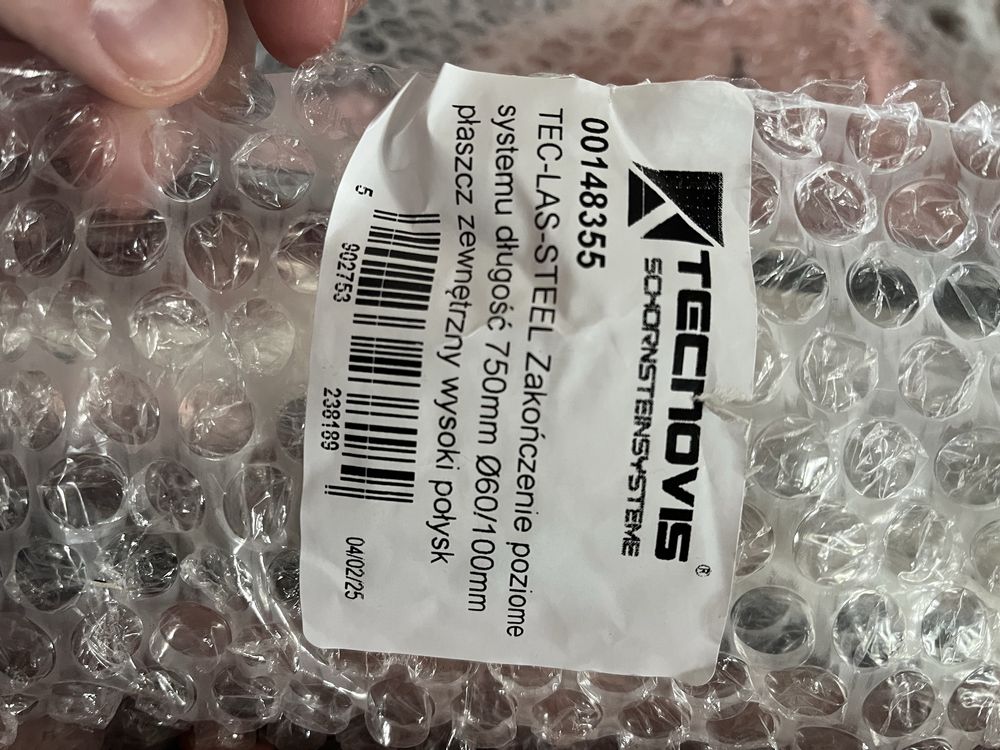 TECNOVIS ®
SCHORNSTEINSYSTEME
00148355
TEC-LAS-STEEL Zakończenie poziome
systemu długość 750mm Ø60/100mm
płaszcz zewnętrzny wysoki połysk
5 902753 238189
04/02/25